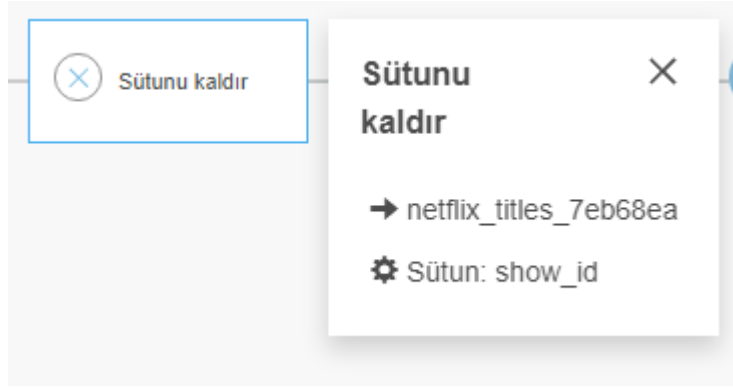 Sütunu kaldır
Sütunu
kaldır
netflix_titles_7eb68ea
Sütun: show_id